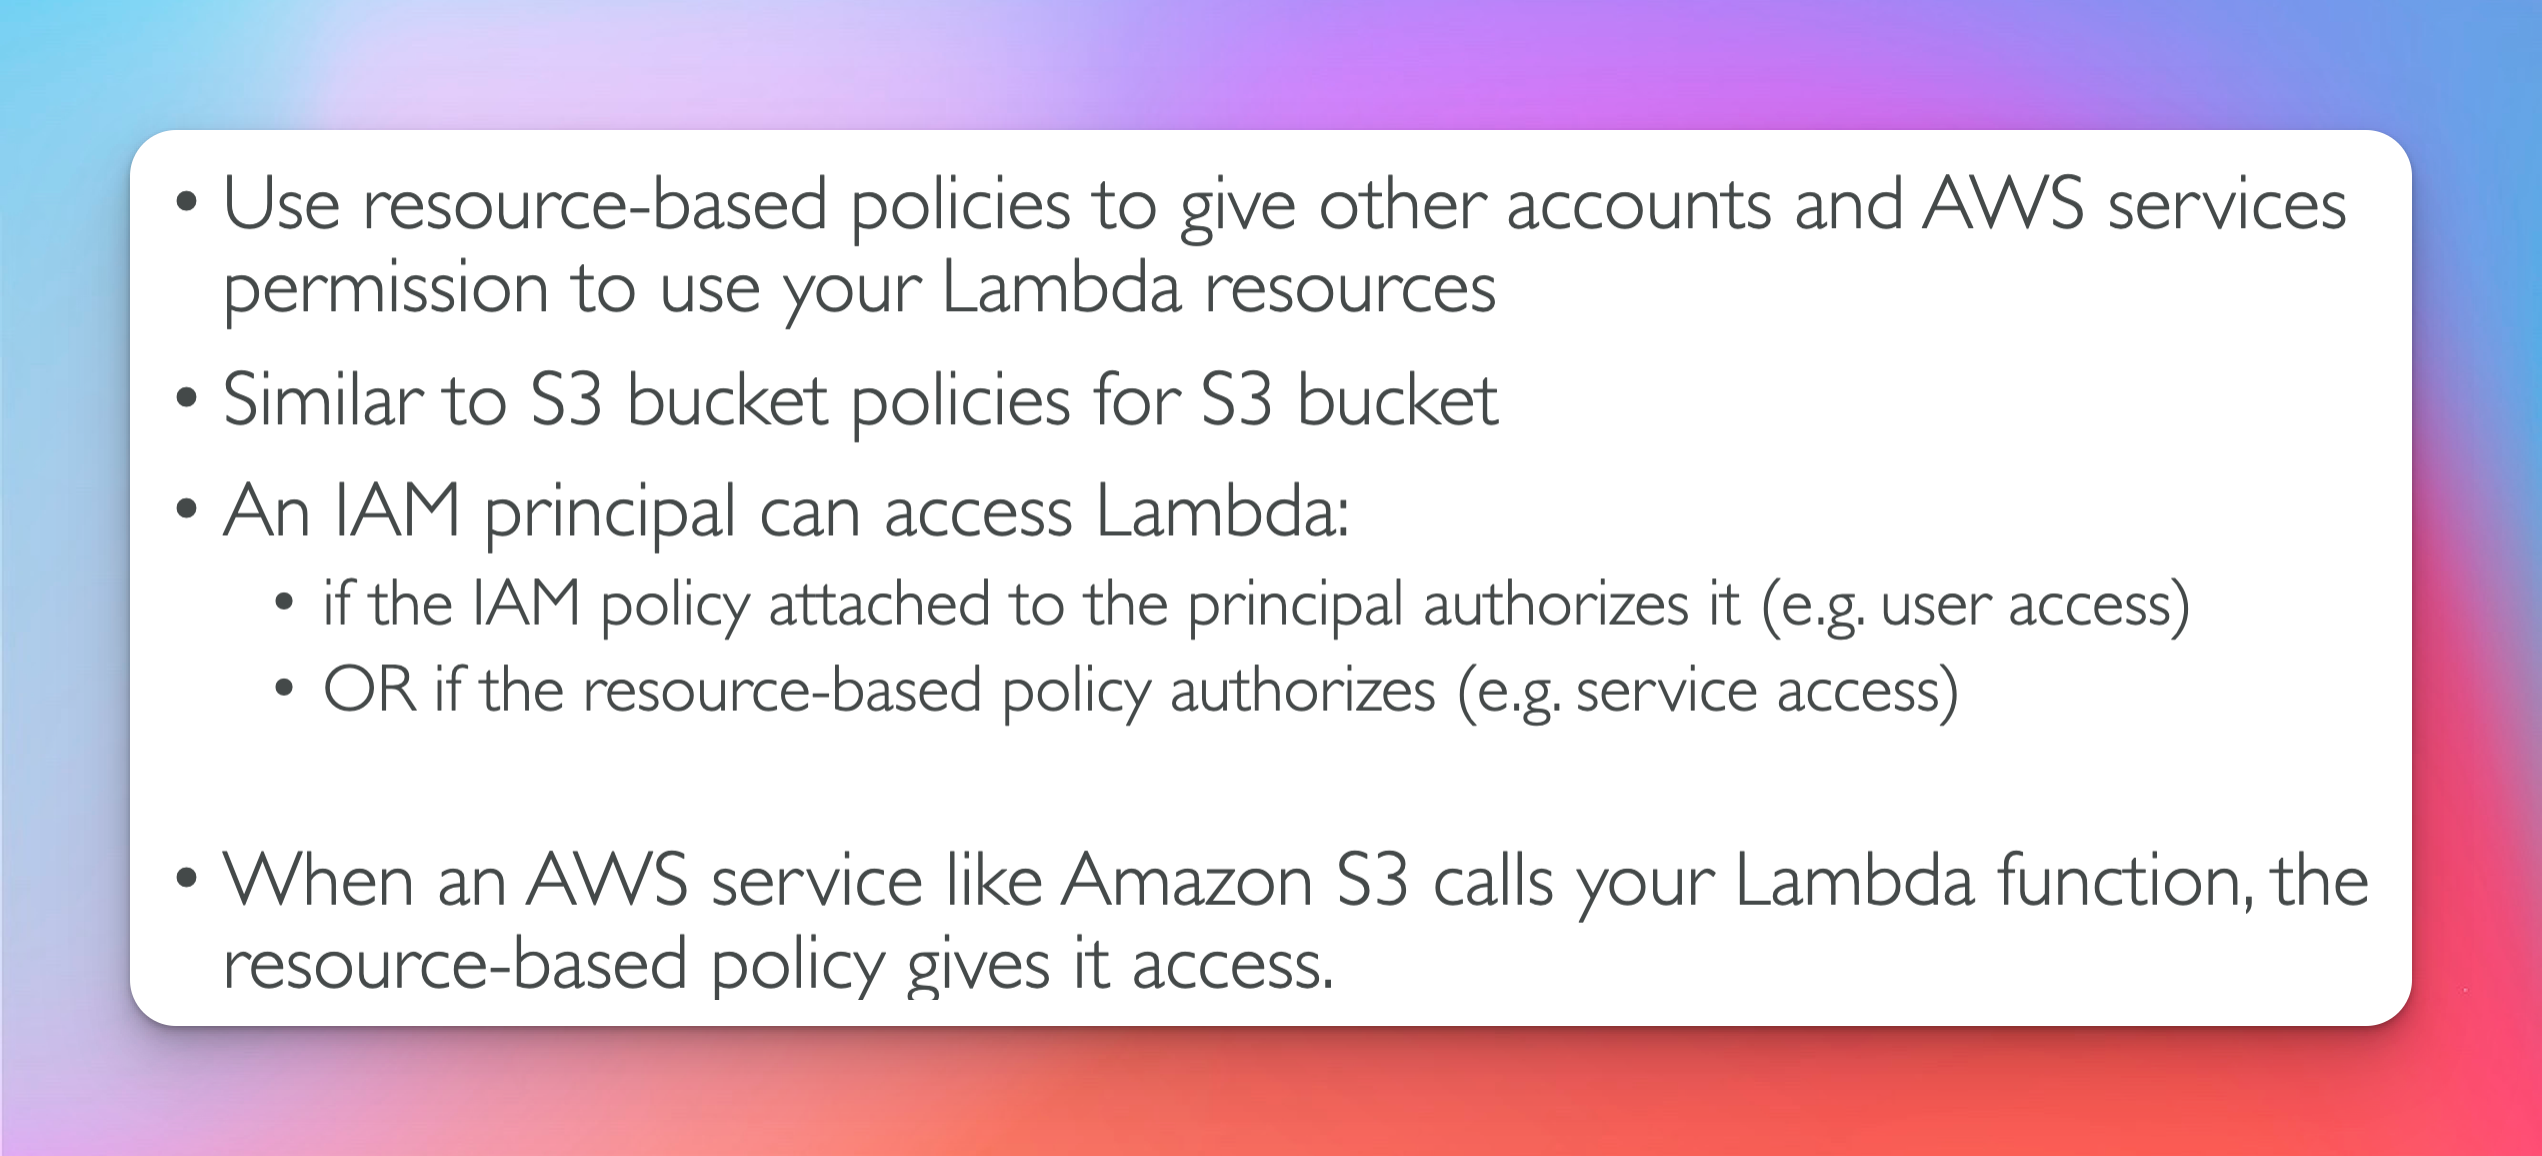 • Use resource-based policies to give other accounts and AWS services
permission to use your Lambda resources
• Similar to S3 bucket policies for S3 bucket
• An IAM principal can access Lambda:
• if the IAM policy attached to the principal authorizes it (e.g. user access)
• OR if the resource-based policy authorizes (e.g. service access)
• When an AWS service like Amazon S3 calls your Lambda function, the
resource-based policy gives it access.